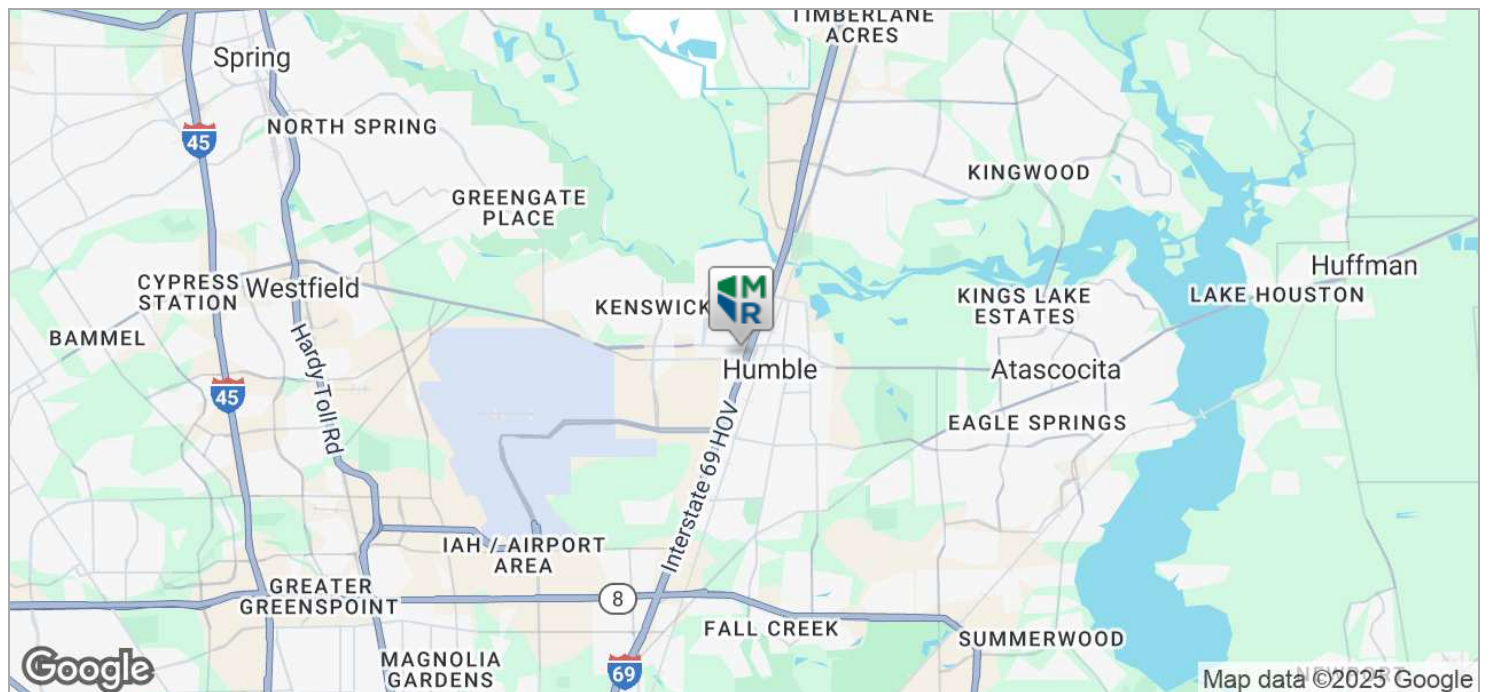 TIMBERLANE
ACRES
Spring
NORTH SPRING
45
KINGWOOD
GREENGATE
PLACE
Huffman
CYPRESS
STATION
Westfield
KENSWICK
M
R
KINGS LAKE
ESTATES
LAKE HOUSTON
BAMMEL
Hardy Toll Rd
Humble
Atascocita
45
EAGLE SPRINGS
Interstate 69 HOV
IAH / AIRPORT
AREA
GREATER
GREENSPOINT
8
FALL CREEK
SUMMERWOOD
MAGNOLIA
GARDENS
69
NEWPORT
Google
Map data ©2025 Google